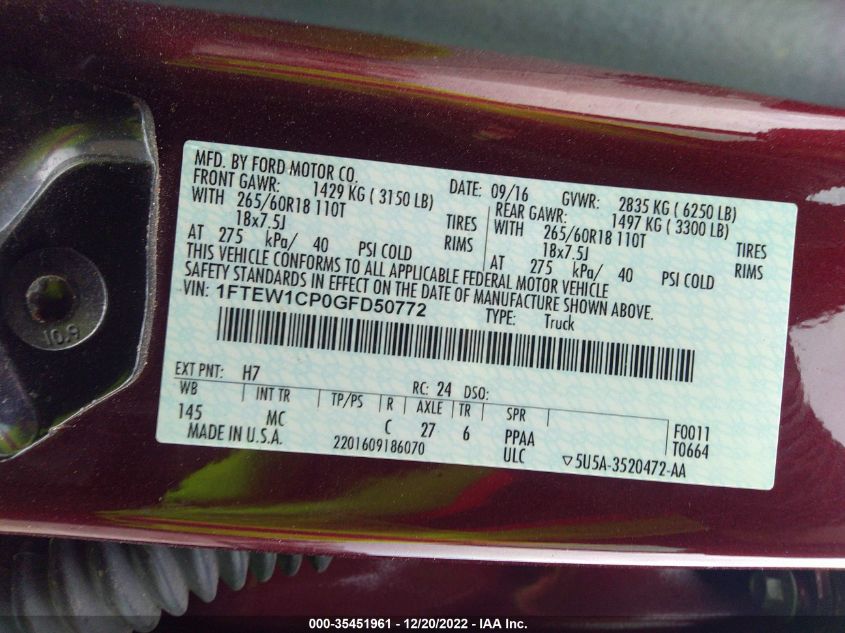 MFD. BY FORD MOTOR CO. DATE: 09/16 GVWR: 2835 KG ( 6250 LB)
FRONT GAWR: 1429 KG ( 3150 LB) REAR GAWR: 1497 KG ( 3300 LB)
WITH 265/60R18 110T TIRES WITH 265/60R18 110T TIRES
18x7.5J RIMS 18x7.5J RIMS
AT 275 kPa/ 40 PSI COLD AT 275 kPa/ 40 PSI COLD
THIS VEHICLE CONFORMS TO ALL APPLICABLE FEDERAL MOTOR VEHICLE
SAFETY STANDARDS IN EFFECT ON THE DATE OF MANUFACTURE SHOWN ABOVE.
VIN: 1FTEW1CP0GFD50772 TYPE: Truck
EXT PNT: H7 RC: 24 DSO:
WB INT TR TP/PS R AXLE TR SPR
145 MC C 27 6 PPAA F0011
MADE IN U.S.A. 2201609186070 ULC T0664
▽5U5A-3520472-AA
10.9
000-35451961 - 12/20/2022 - IAA Inc.